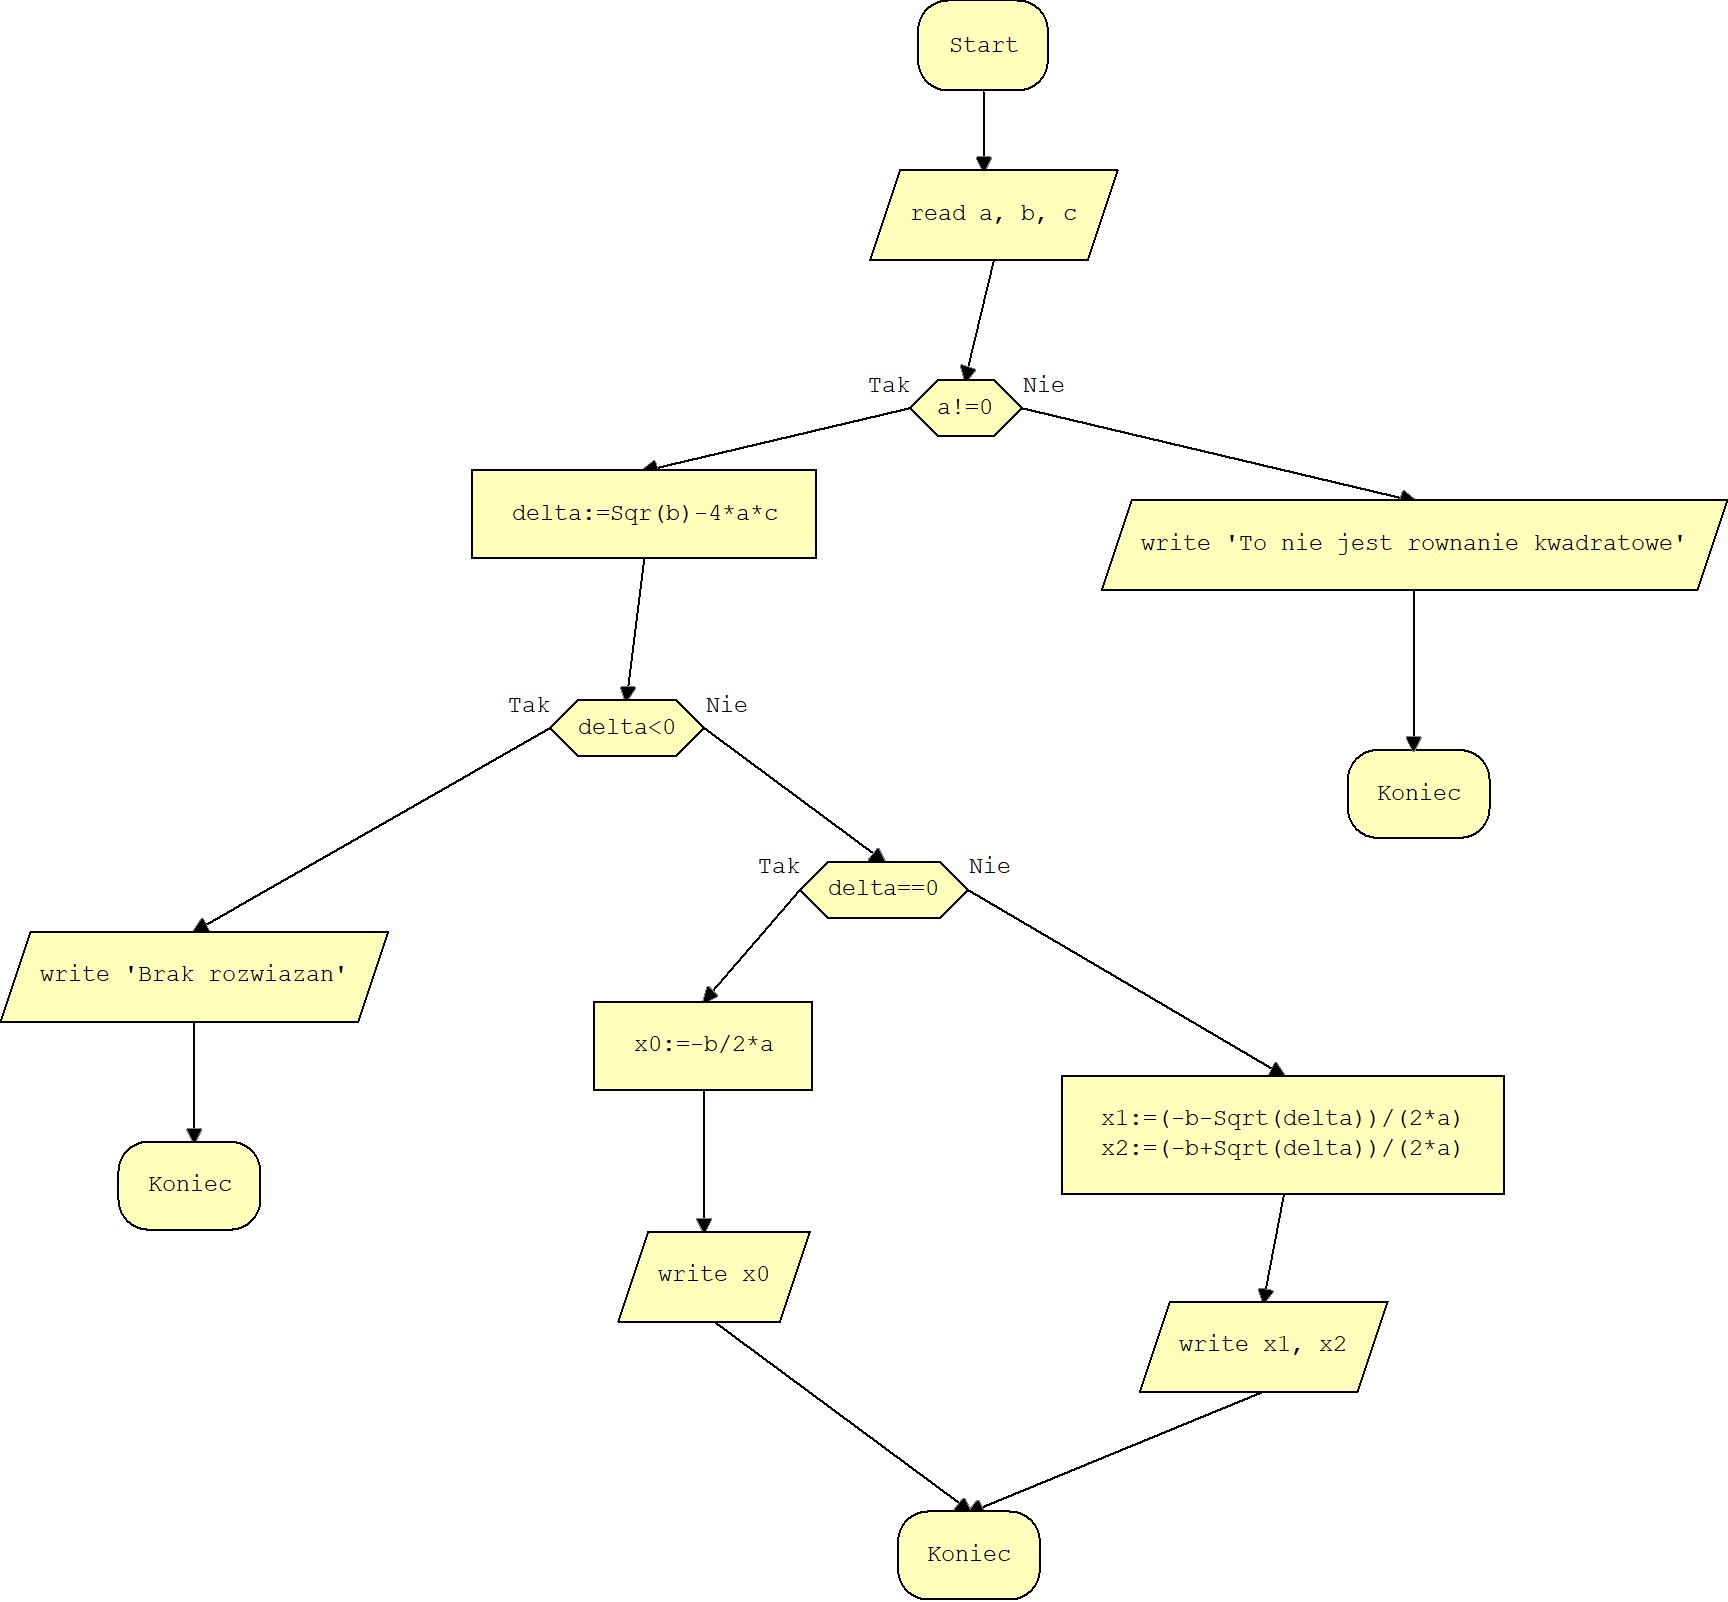 Start
read a, b, c
Tak
Nie
a!=0
delta:=Sqr(b)-4*a*c
write 'To nie jest rownanie kwadratowe'
Tak
Nie
delta<0
Koniec
Tak
Nie
delta==0
write 'Brak rozwiazan'
x0:=-b/2*a
x1:=(-b-Sqrt(delta))/(2*a)
x2:=(-b+Sqrt(delta))/(2*a)
Koniec
write x0
write x1, x2
Koniec